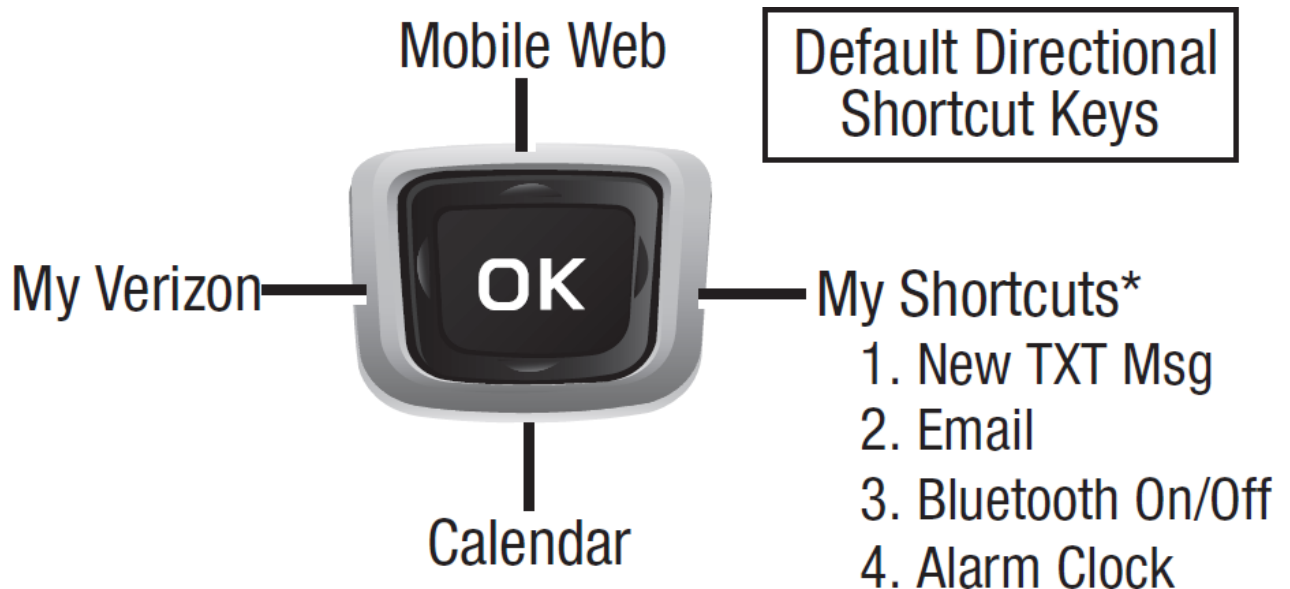 Mobile Web
Default Directional
Shortcut Keys
My Verizon
OK
My Shortcuts*
1. New TXT Msg
2. Email
3. Bluetooth On/Off
4. Alarm Clock
Calendar